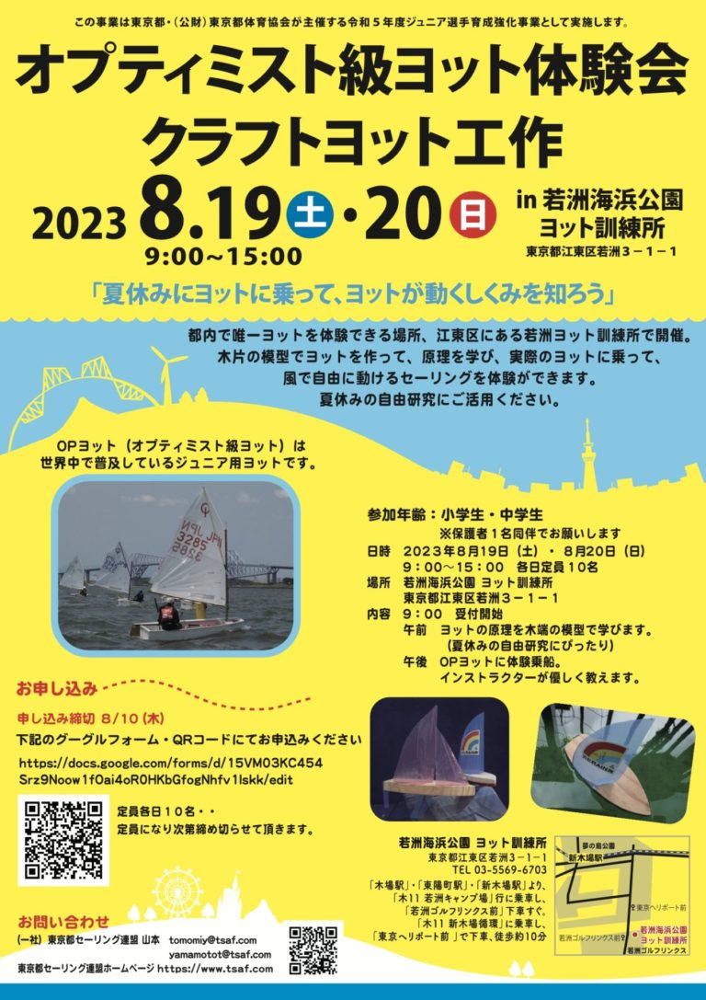 この事業は東京都・（公財）東京都体育協会が主催する令和５年度ジュニア選手育成強化事業として実施します。
オプティミスト級ヨット体験会
クラフトヨット工作
2023 8.19 土・20 日
9:00~15:00
in 若洲海浜公園
ヨット訓練所
東京都江東区若洲３－１－１
「夏休みにヨットに乗って、ヨットが動くしくみを知ろう」
都内で唯一ヨットを体験できる場所、江東区にある若洲ヨット訓練所で開催。
木片の模型でヨットを作って、原理を学び、実際のヨットに乗って、
風で自由に動けるセーリングを体験ができます。
夏休みの自由研究にご活用ください。
OPヨット（オプティミスト級ヨット）は
世界中で普及しているジュニア用ヨットです。
NPJ JPN
3285
参加年齢：小学生・中学生
※保護者１名同伴でお願いします
日時　2023年8月19日（土）・ 8月20日（日）
９：００～１５：００　各日定員１０名
場所　若洲海浜公園 ヨット訓練所
東京都江東区若洲３－１－１
内容　９：００　受付開始
午前　ヨットの原理を木端の模型で学びます。
（夏休みの自由研究にぴったり）
午後　OPヨットに体験乗船。
インストラクターが優しく教えます。
お申し込み
申し込み締切 8/10 (木)
下記のグーグルフォーム・QRコードにてお申込みください
https://docs.google.com/forms/d/15VM03KC454
Srz9Noow1fOai4oR0HKbGfogNhfv1lskk/edit
定員各日１０名・・
定員になり次第締め切らせて頂きます。
若洲海浜公園 ヨット訓練所
東京都江東区若洲３－１－１
TEL 03-5569-6703
「木場駅」・「東陽町駅」・「新木場駅」より、
「木11 若洲キャンプ場」行に乗車し、
「若洲ゴルフリンクス前」下車すぐ。
「木11 新木場循環」に乗車し、
「東京ヘリポート前 」で下車、徒歩約10分
夢の島公園
新木場駅
東京ヘリポート前
若洲ゴルフリンクス前
若洲海浜公園
ヨット訓練所
若洲ゴルフリンクス
お問い合わせ
(一社）東京都セーリング連盟 山本　tomomiy@tsaf.com
yamamotot@tsaf.com
東京都セーリング連盟ホームページ https://www.tsaf.com